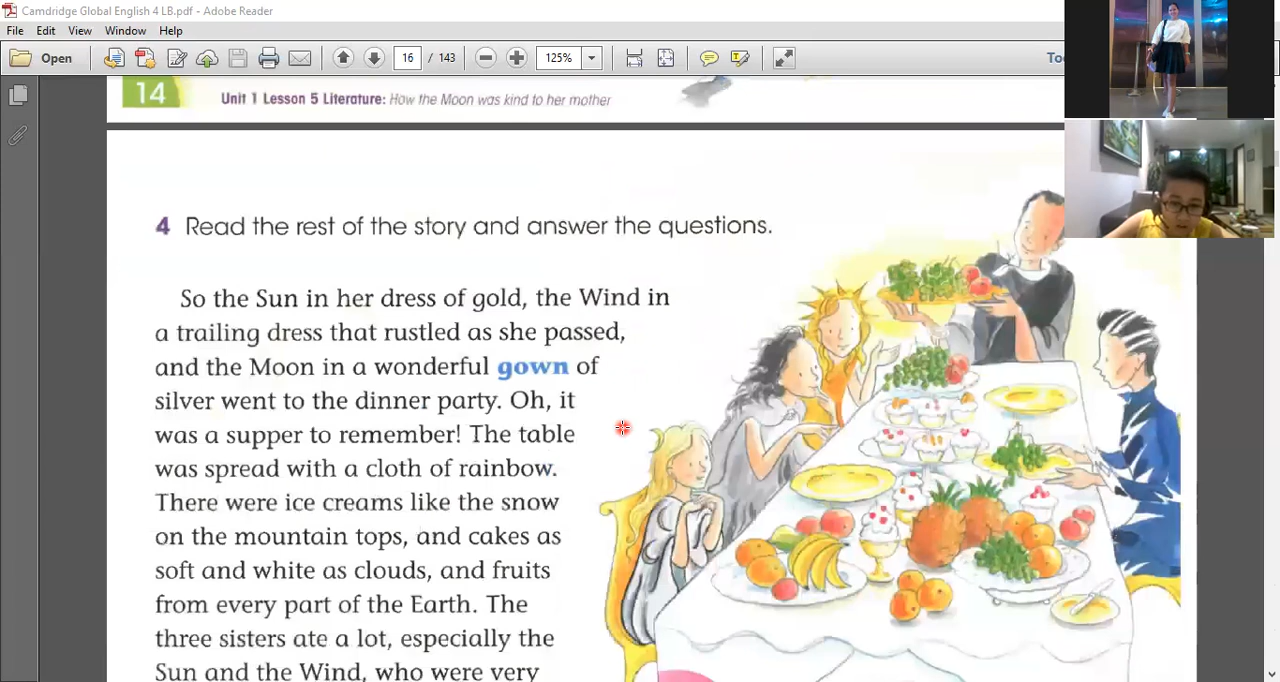 Camdridge Global English 4 LB.pdf - Adobe Reader
File Edit View Window Help
Open 16 / 143 125%
14 Unit 1 Lesson 5 Literature: How the Moon was kind to her mother
4 Read the rest of the story and answer the questions.
So the Sun in her dress of gold, the Wind in
a trailing dress that rustled as she passed,
and the Moon in a wonderful gown of
silver went to the dinner party. Oh, it
was a supper to remember! The table
was spread with a cloth of rainbow.
There were ice creams like the snow
on the mountain tops, and cakes as
soft and white as clouds, and fruits
from every part of the Earth. The
three sisters ate a lot, especially the
Sun and the Wind, who were very